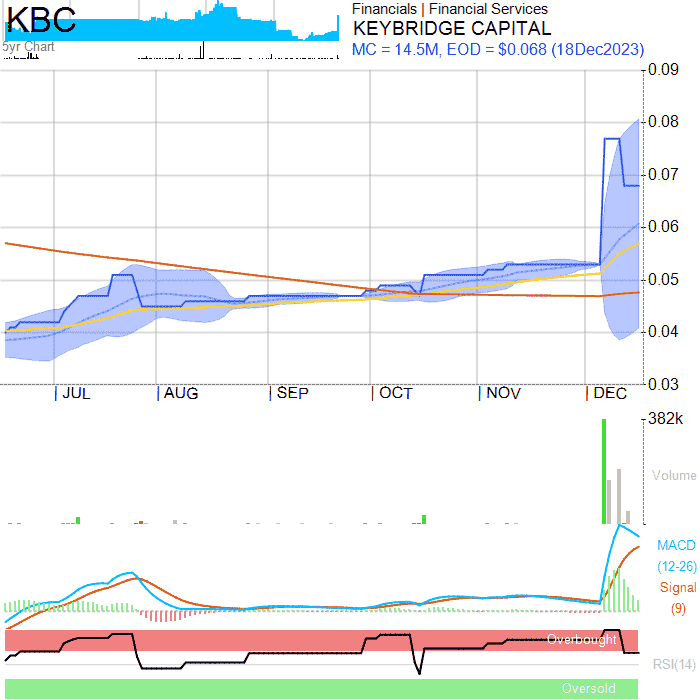 KBC
5yr Chart
Financials | Financial Services
KEYBRIDGE CAPITAL
MC = 14.5M, EOD = $0.068 (18Dec2023)
0.09
0.08
0.07
0.06
0.05
0.04
0.03
| JUL | AUG | SEP | OCT | NOV | DEC
382k
Volume
MACD
(12-26)
Signal
(9)
Overbought
RSI(14)
Oversold